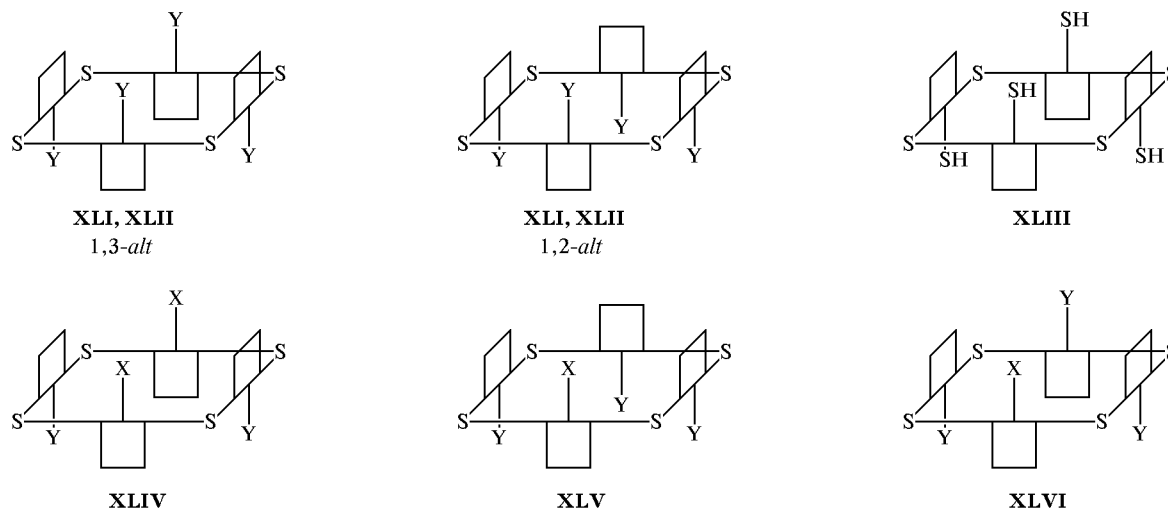 Y Y SH
S S S S S S
Y Y SH
Y
S S S S S S
Y Y Y Y SH SH
XLI, XLII XLI, XLII XLIII
1,3-alt 1,2-alt
X Y
S S S S S S
X X X
Y
S S S S S S
Y Y Y Y Y Y
XLIV XLV XLVI